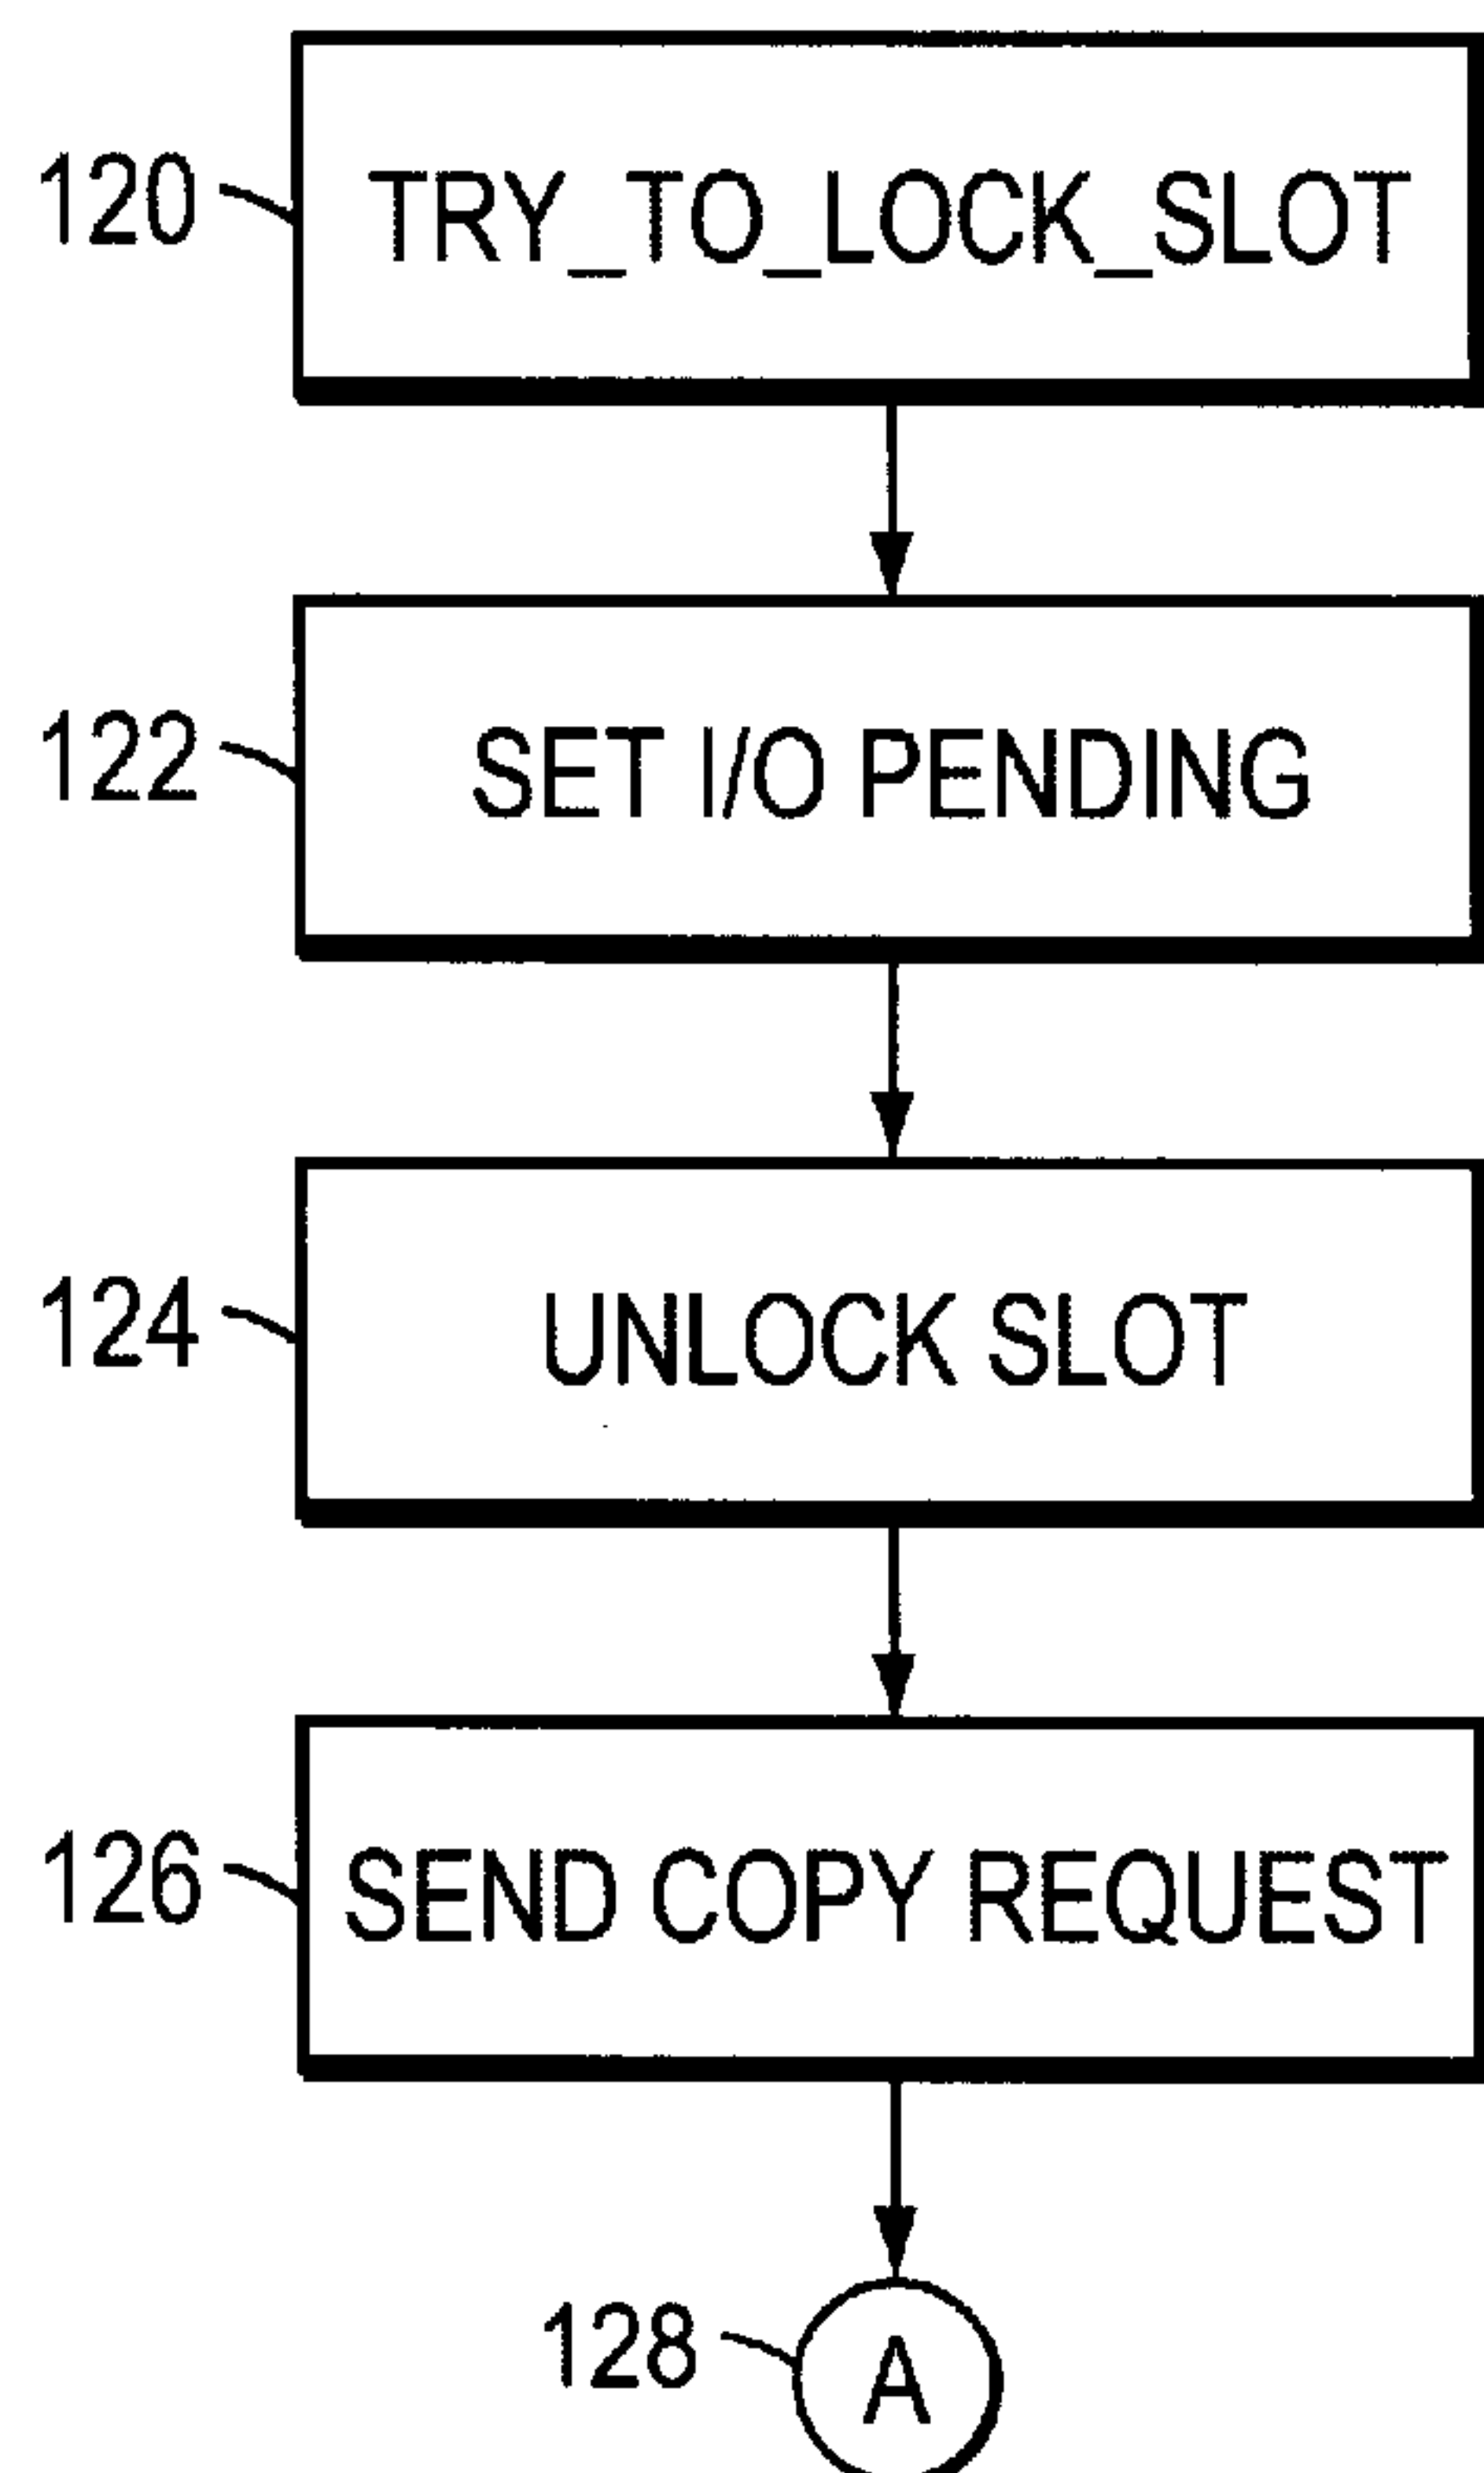 120 TRY_TO_LOCK_SLOT
122 SET I/O PENDING
124 UNLOCK SLOT
126 SEND COPY REQUEST
128 A